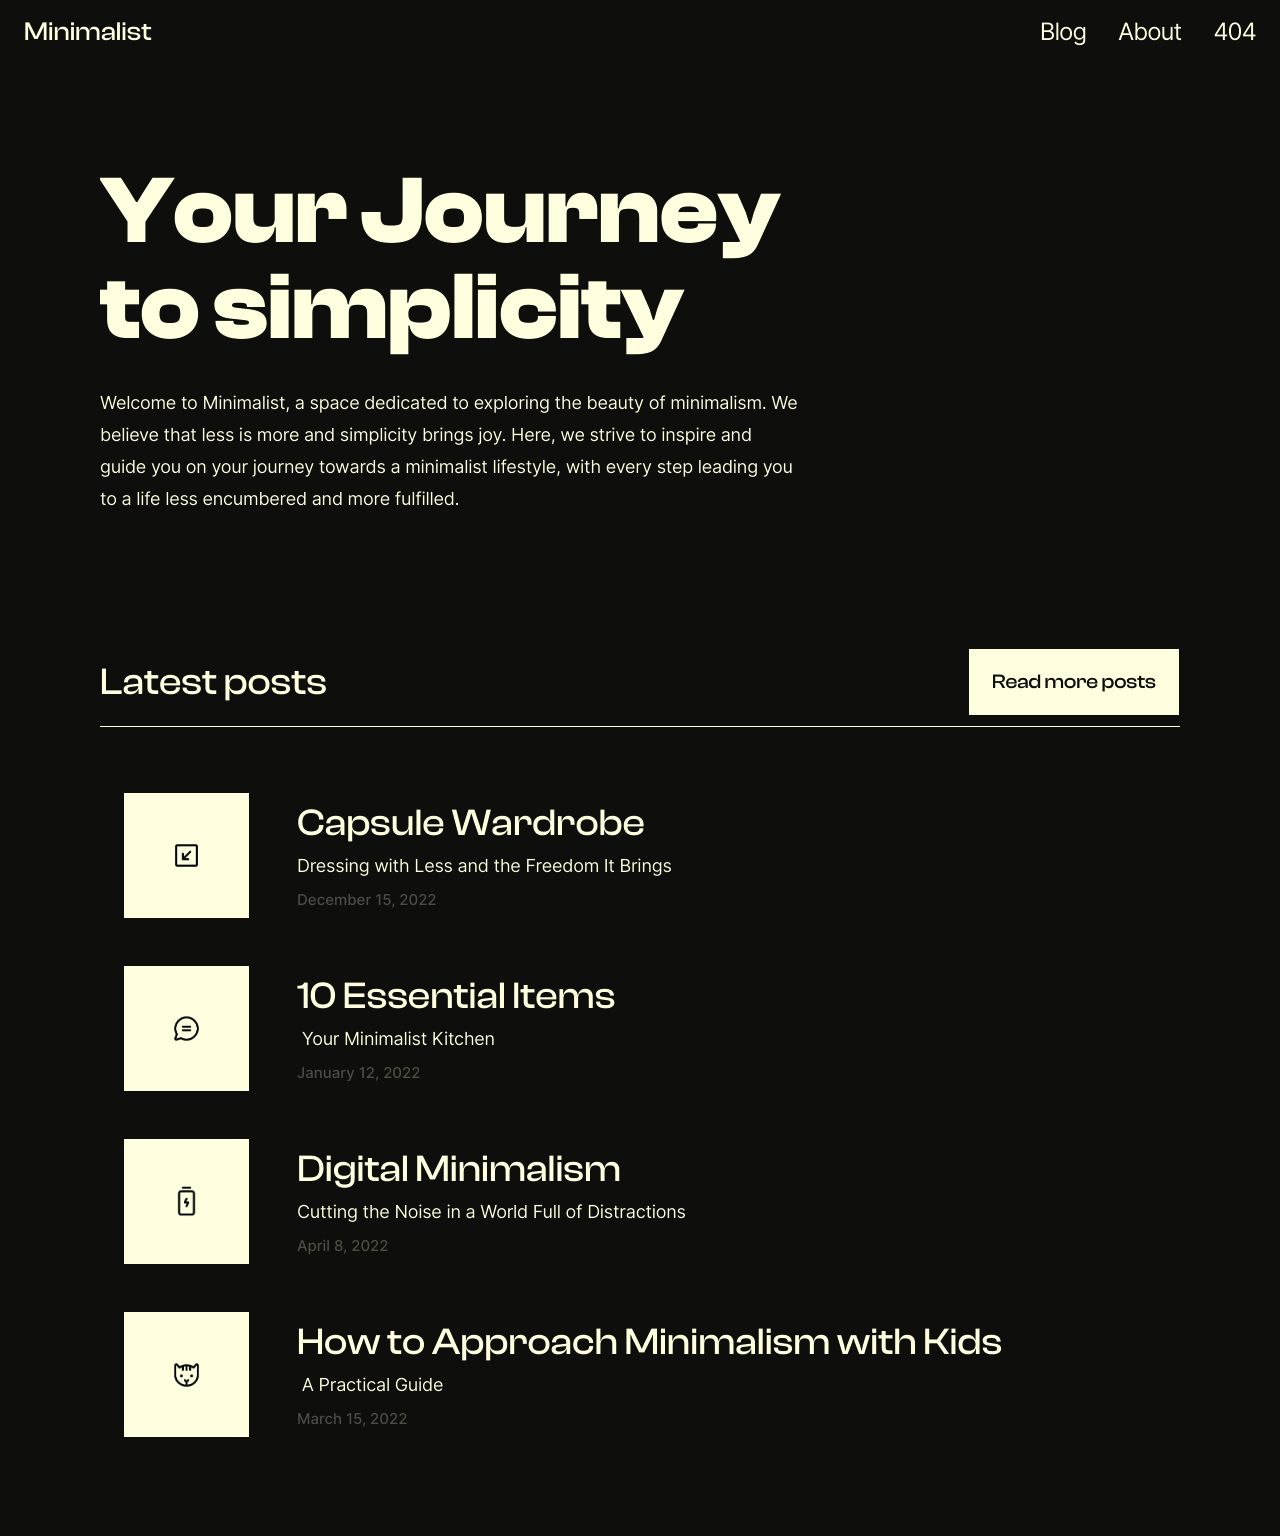 Minimalist
Blog About 404
Your Journey
to simplicity
Welcome to Minimalist, a space dedicated to exploring the beauty of minimalism. We
believe that less is more and simplicity brings joy. Here, we strive to inspire and
guide you on your journey towards a minimalist lifestyle, with every step leading you
to a life less encumbered and more fulfilled.
Latest posts
Read more posts
Capsule Wardrobe
Dressing with Less and the Freedom It Brings
December 15, 2022
10 Essential Items
Your Minimalist Kitchen
January 12, 2022
Digital Minimalism
Cutting the Noise in a World Full of Distractions
April 8, 2022
How to Approach Minimalism with Kids
A Practical Guide
March 15, 2022